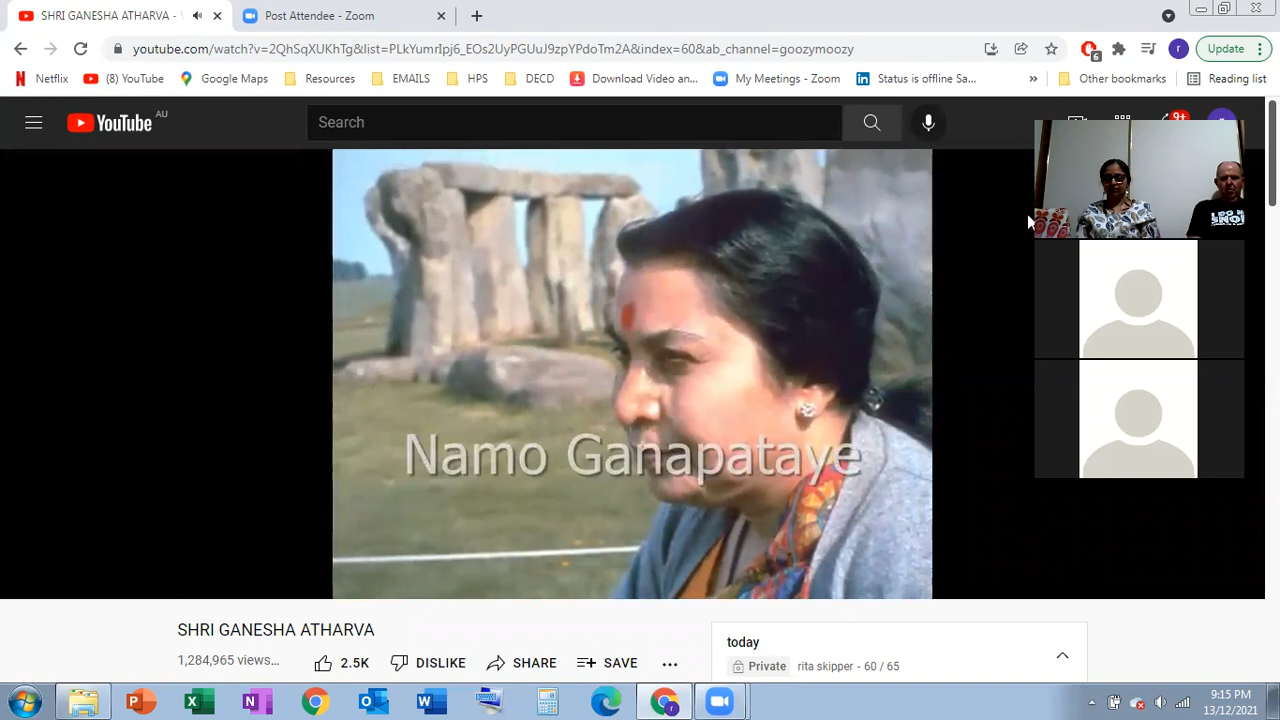 SHRI GANESHA ATHARVA -
Post Attendee - Zoom
youtube.com/watch?v=2QhSqXUKhTg&list=PLkYumrIpj6_EOs2UyPGUuJ9zpYPdoTm2A&index=60&ab_channel=goozymoozy
6
r
Update
Netflix
(8) YouTube
Google Maps
Resources
EMAILS
HPS
DECD
Download Video an...
My Meetings - Zoom
Status is offline Sa...
»
Other bookmarks
Reading list
YouTube AU
Search
9+
Namo Ganapataye
SHRI GANESHA ATHARVA
1,284,965 views...
2.5K
DISLIKE
SHARE
SAVE
today
Private rita skipper - 60 / 65
9:15 PM
13/12/2021